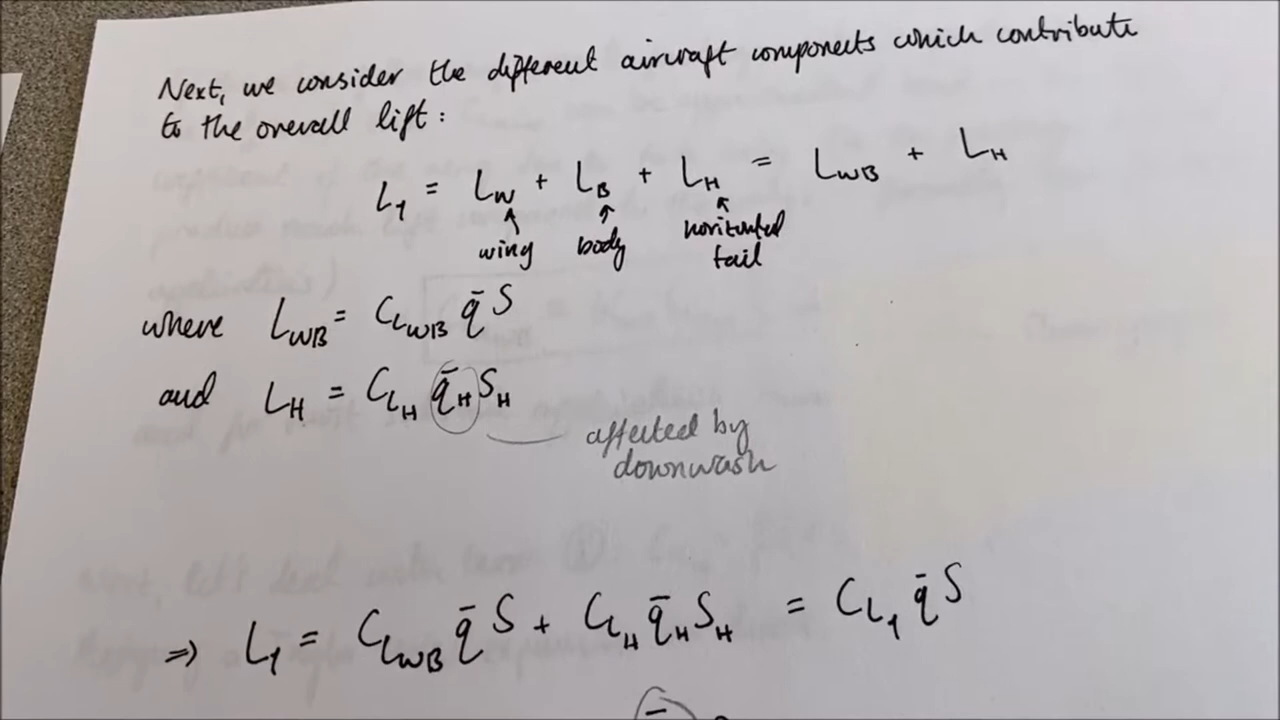 Next, we consider the different aircraft components which contribute
to the overall lift:
L₁ = L_W + L_B + L_H = L_WB + L_H
wing body horizontal tail
where L_WB = C_L_WB q̄ S
and L_H = C_L_H q̄_H S_H
affected by
downwash
⇒ L₁ = C_L_WB q̄ S + C_L_H q̄_H S_H = C_L₁ q̄ S